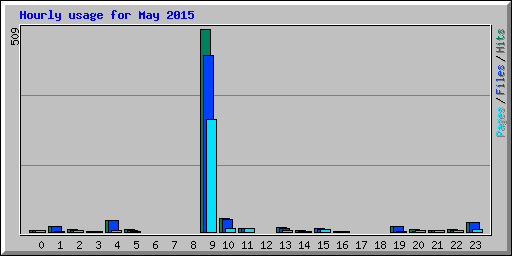 Hourly usage for May 2015
509
Pages/Files/Hits
0 1 2 3 4 5 6 7 8 9 10 11 12 13 14 15 16 17 18 19 20 21 22 23